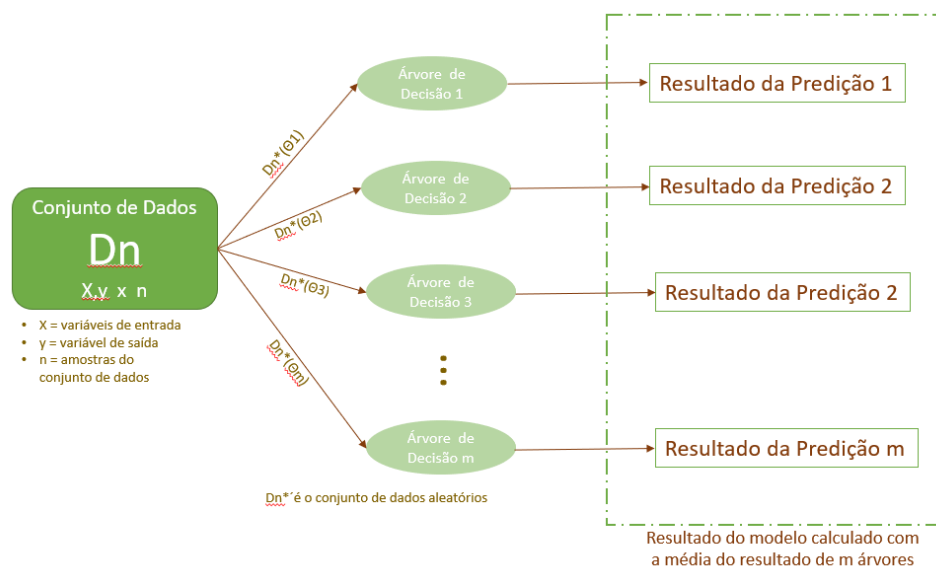 Árvore de
Decisão 1
Resultado da Predição 1
Dn*(Θ1)
Árvore de
Decisão 2
Resultado da Predição 2
Conjunto de Dados
Dn
X,y x n
Dn*(Θ2)
Dn*(Θ3)
Árvore de
Decisão 3
Resultado da Predição 2
• X = variáveis de entrada
• y = variável de saída
• n = amostras do
conjunto de dados
Dn*(Θm)
Árvore de
Decisão m
Resultado da Predição m
Dn*´é o conjunto de dados aleatórios
Resultado do modelo calculado com
a média do resultado de m árvores